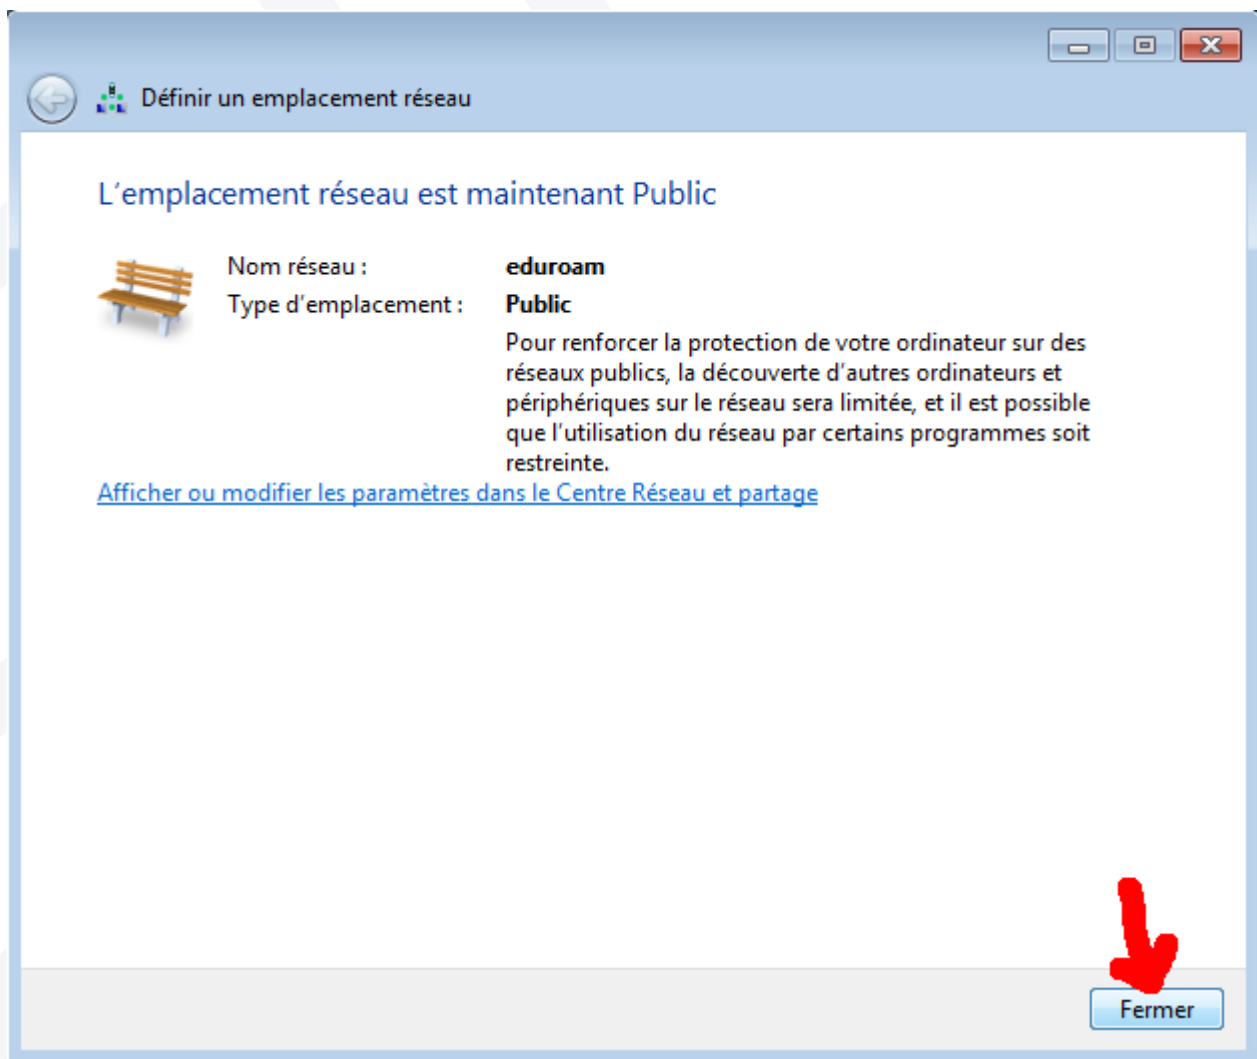 Définir un emplacement réseau
L'emplacement réseau est maintenant Public
Nom réseau : eduroam
Type d'emplacement : Public
Pour renforcer la protection de votre ordinateur sur des
réseaux publics, la découverte d'autres ordinateurs et
périphériques sur le réseau sera limitée, et il est possible
que l'utilisation du réseau par certains programmes soit
restreinte.
Afficher ou modifier les paramètres dans le Centre Réseau et partage
Fermer